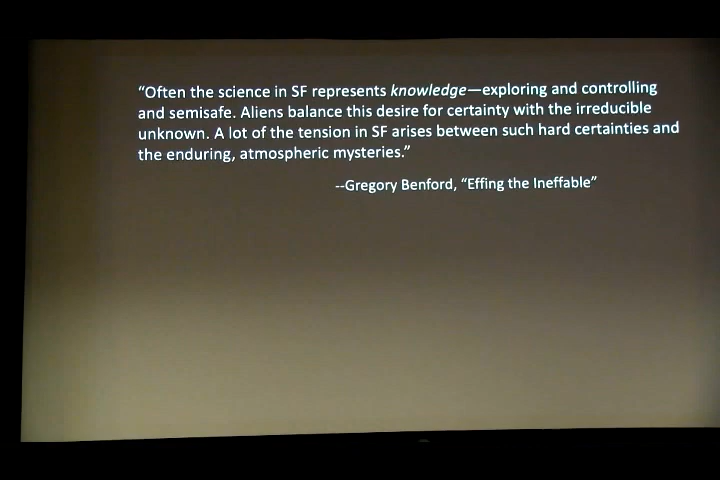 “Often the science in SF represents knowledge—exploring and controlling
and semisafe. Aliens balance this desire for certainty with the irreducible
unknown. A lot of the tension in SF arises between such hard certainties and
the enduring, atmospheric mysteries.”
--Gregory Benford, “Effing the Ineffable”